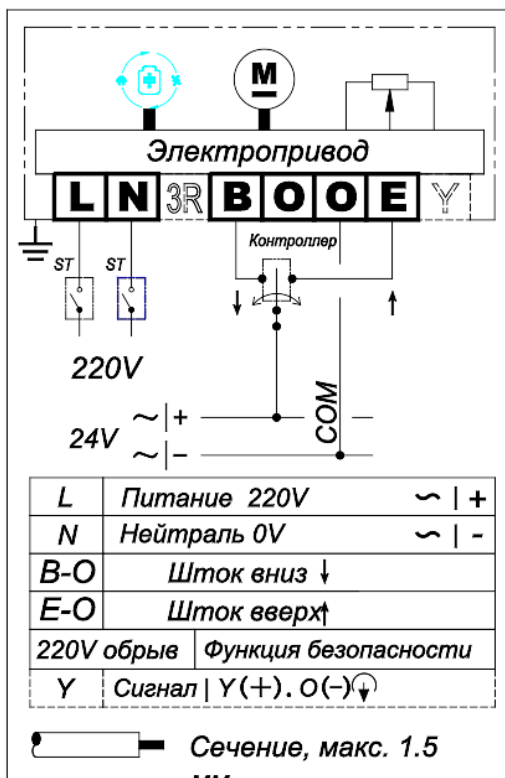 M
Электропривод
L N 3R B O O E Y
Контроллер
ST ST
220V
24V ~|+
~|−
COM
L Питание 220V ∽ | +
N Нейтраль 0V ∽ | -
B-O Шток вниз ↓
E-O Шток вверх↑
220V обрыв Функция безопасности
Y Сигнал | Y(+). O(-)
Сечение, макс. 1.5